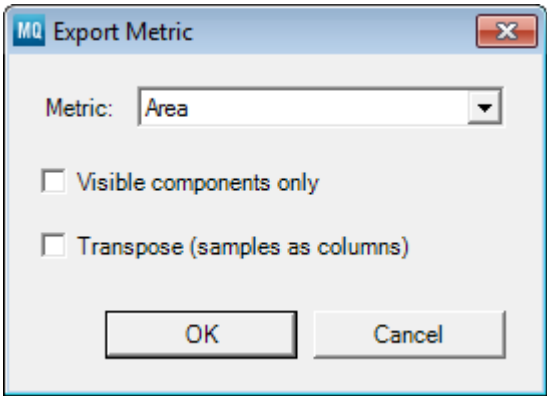 MQ Export Metric
Metric: Area
Visible components only
Transpose (samples as columns)
OK Cancel